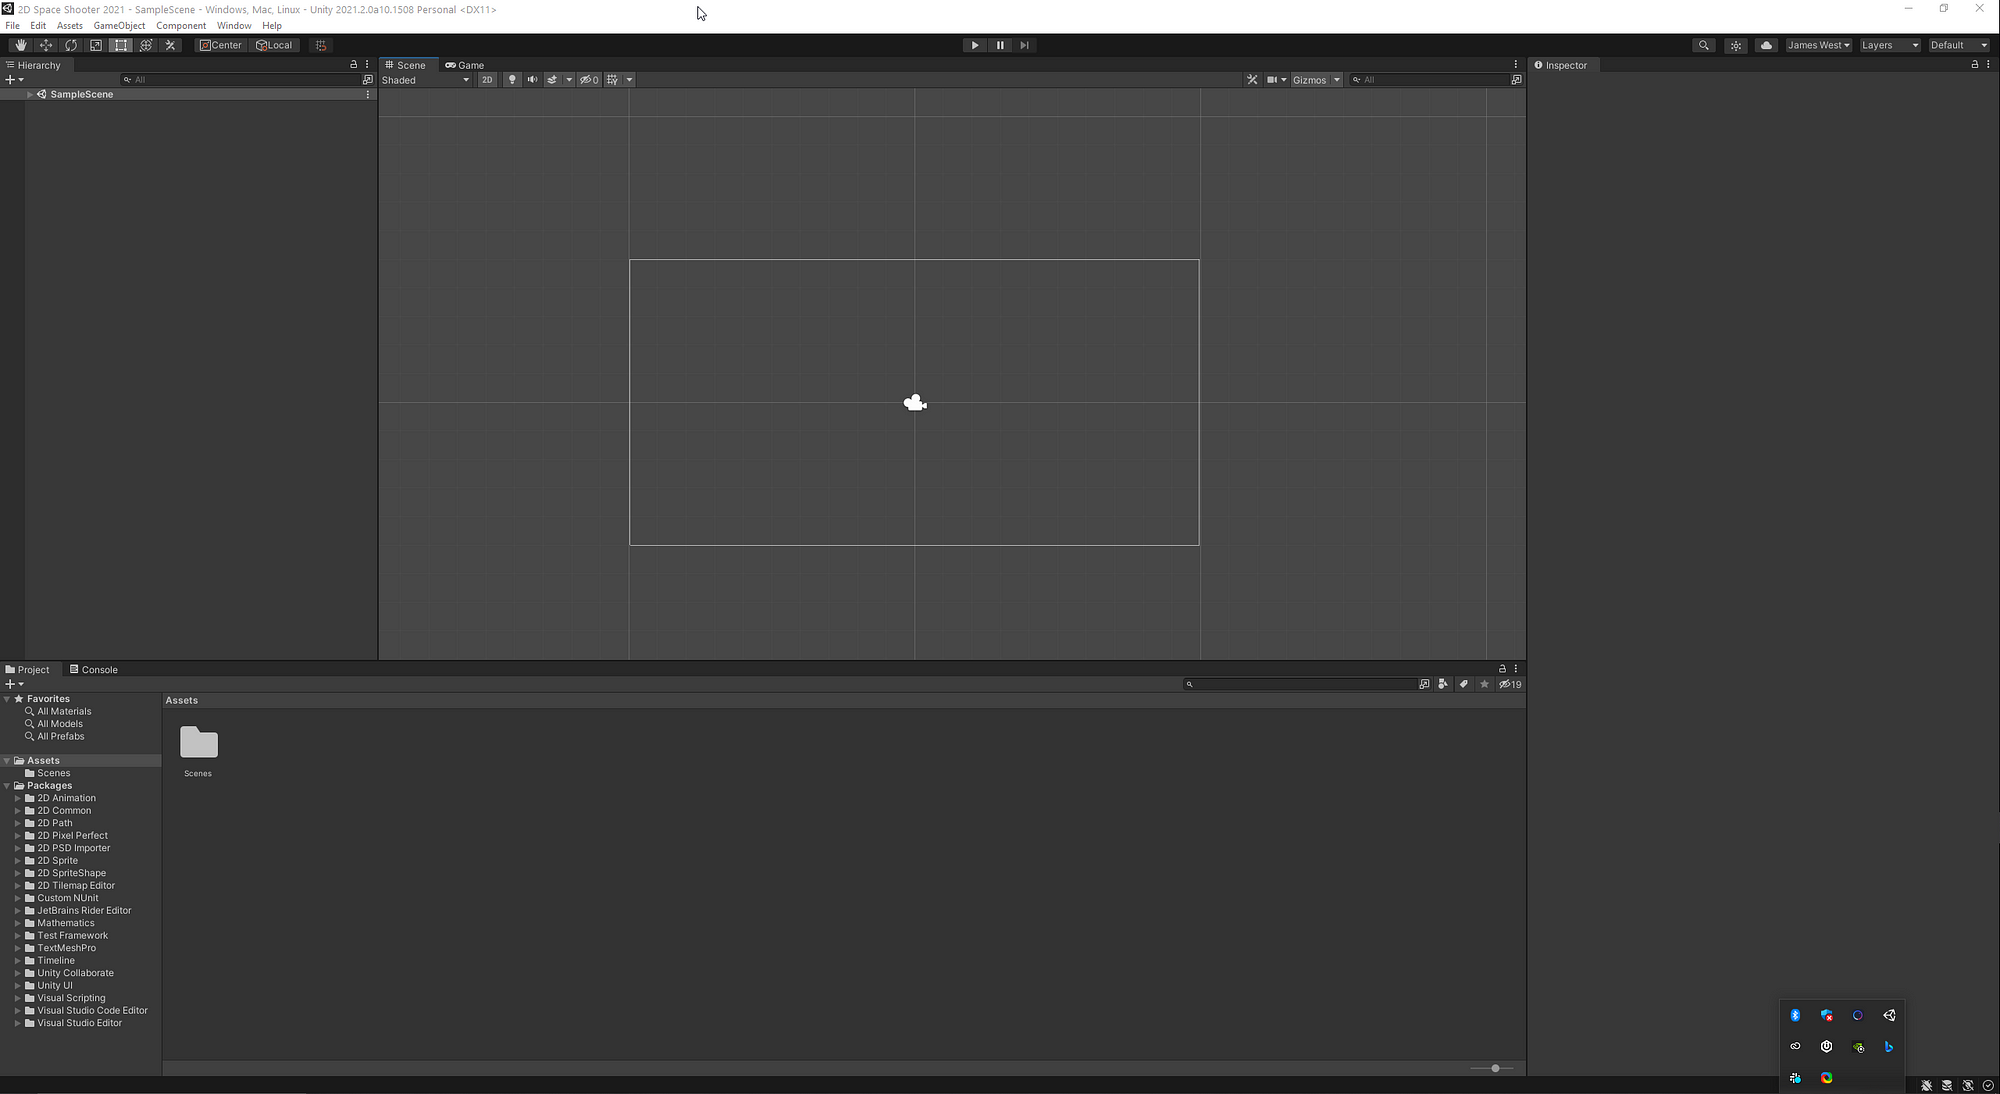 2D Space Shooter 2021 - SampleScene - Windows, Mac, Linux - Unity 2021.2.0a10.1508 Personal <DX11>
File Edit Assets GameObject Component Window Help
Center Local James West Layers Default
Hierarchy
All
SampleScene
Scene Game
Shaded 2D 0 Gizmos All
Inspector
Project Console
19
Favorites
All Materials
All Models
All Prefabs
Assets
Scenes
Packages
2D Animation
2D Common
2D Path
2D Pixel Perfect
2D PSD Importer
2D Sprite
2D SpriteShape
2D Tilemap Editor
Custom NUnit
JetBrains Rider Editor
Mathematics
Test Framework
TextMeshPro
Timeline
Unity Collaborate
Unity UI
Visual Scripting
Visual Studio Code Editor
Visual Studio Editor
Assets
Scenes